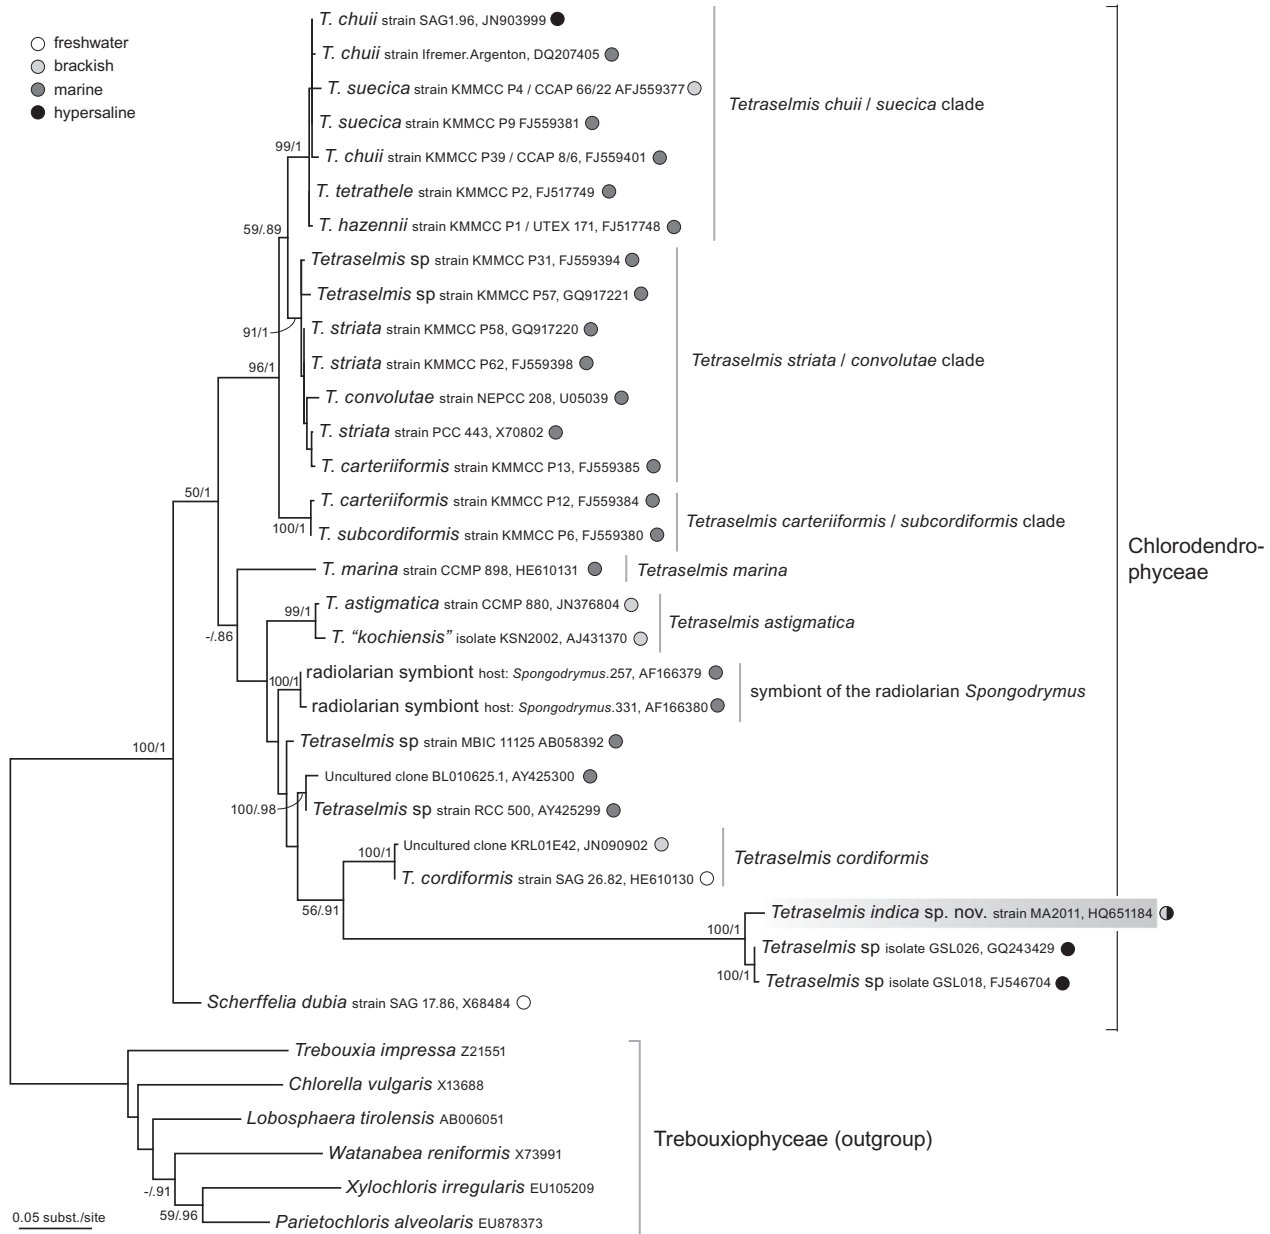 freshwater
brackish
marine
hypersaline
T. chuii strain SAG1.96, JN903999
T. chuii strain Ifremer.Argenton, DQ207405
T. suecica strain KMMCC P4 / CCAP 66/22 AFJ559377
T. suecica strain KMMCC P9 FJ559381
T. chuii strain KMMCC P39 / CCAP 8/6, FJ559401
T. tetrathele strain KMMCC P2, FJ517749
T. hazennii strain KMMCC P1 / UTEX 171, FJ517748
Tetraselmis chuii / suecica clade
99/1
59/.89
Tetraselmis sp strain KMMCC P31, FJ559394
Tetraselmis sp strain KMMCC P57, GQ917221
T. striata strain KMMCC P58, GQ917220
T. striata strain KMMCC P62, FJ559398
T. convolutae strain NEPCC 208, U05039
T. striata strain PCC 443, X70802
T. carteriiformis strain KMMCC P13, FJ559385
Tetraselmis striata / convolutae clade
91/1
96/1
T. carteriiformis strain KMMCC P12, FJ559384
T. subcordiformis strain KMMCC P6, FJ559380
Tetraselmis carteriiformis / subcordiformis clade
50/1
100/1
T. marina strain CCMP 898, HE610131
Tetraselmis marina
T. astigmatica strain CCMP 880, JN376804
T. “kochiensis” isolate KSN2002, AJ431370
Tetraselmis astigmatica
99/1
-/.86
radiolarian symbiont host: Spongodrymus.257, AF166379
radiolarian symbiont host: Spongodrymus.331, AF166380
symbiont of the radiolarian Spongodrymus
100/1
Tetraselmis sp strain MBIC 11125 AB058392
Uncultured clone BL010625.1, AY425300
Tetraselmis sp strain RCC 500, AY425299
100/1
100/.98
Uncultured clone KRL01E42, JN090902
T. cordiformis strain SAG 26.82, HE610130
Tetraselmis cordiformis
100/1
56/.91
Tetraselmis indica sp. nov. strain MA2011, HQ651184
Tetraselmis sp isolate GSL026, GQ243429
Tetraselmis sp isolate GSL018, FJ546704
100/1
100/1
Scherffelia dubia strain SAG 17.86, X68484
Chlorodendro-
phyceae
Trebouxia impressa Z21551
Chlorella vulgaris X13688
Lobosphaera tirolensis AB006051
Watanabea reniformis X73991
Xylochloris irregularis EU105209
Parietochloris alveolaris EU878373
Trebouxiophyceae (outgroup)
-/.91
59/.96
0.05 subst./site